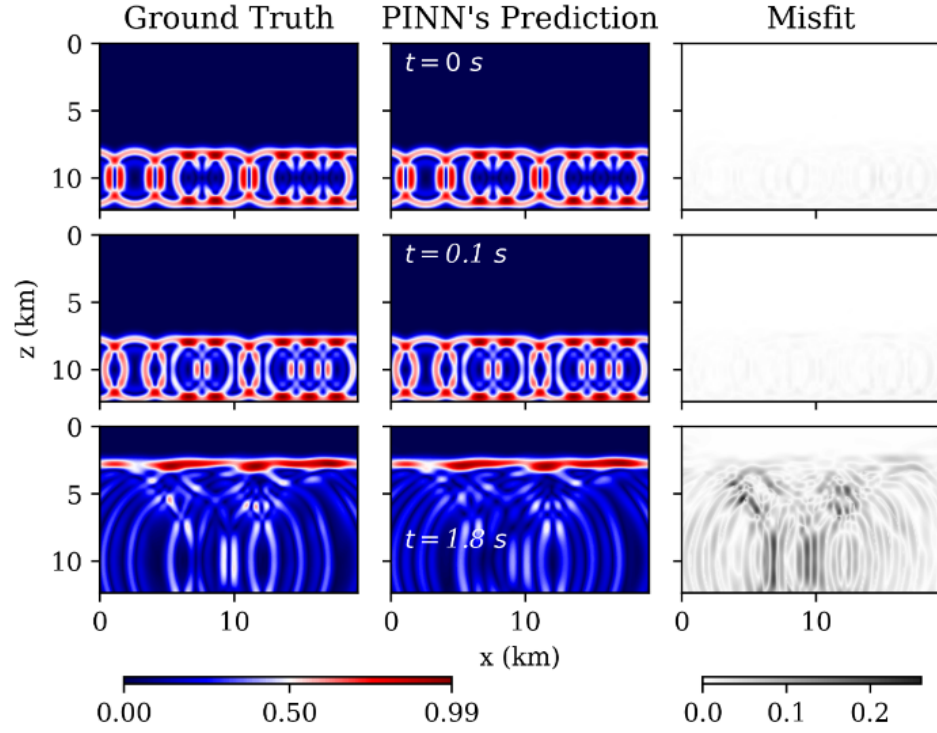 Ground Truth PINN's Prediction Misfit
0
t = 0 s
5
10
0
t = 0.1 s
5
10
z (km)
0
5
t = 1.8 s
10
0 10 0 10 0 10
x (km)
0.00 0.50 0.99 0.0 0.1 0.2